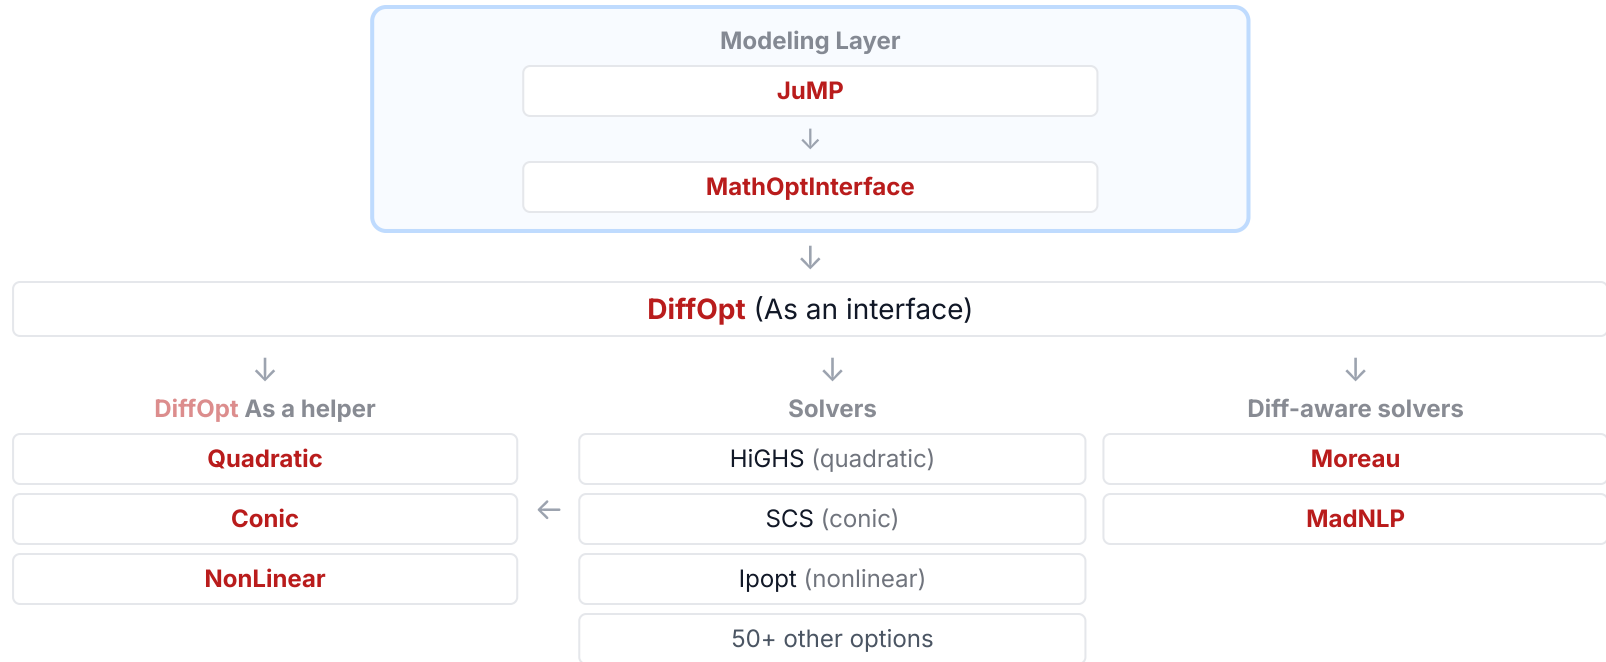 Modeling Layer
JuMP
MathOptInterface
DiffOpt (As an interface)
DiffOpt As a helper
Quadratic
Conic
NonLinear
Solvers
HiGHS (quadratic)
SCS (conic)
Ipopt (nonlinear)
50+ other options
Diff-aware solvers
Moreau
MadNLP